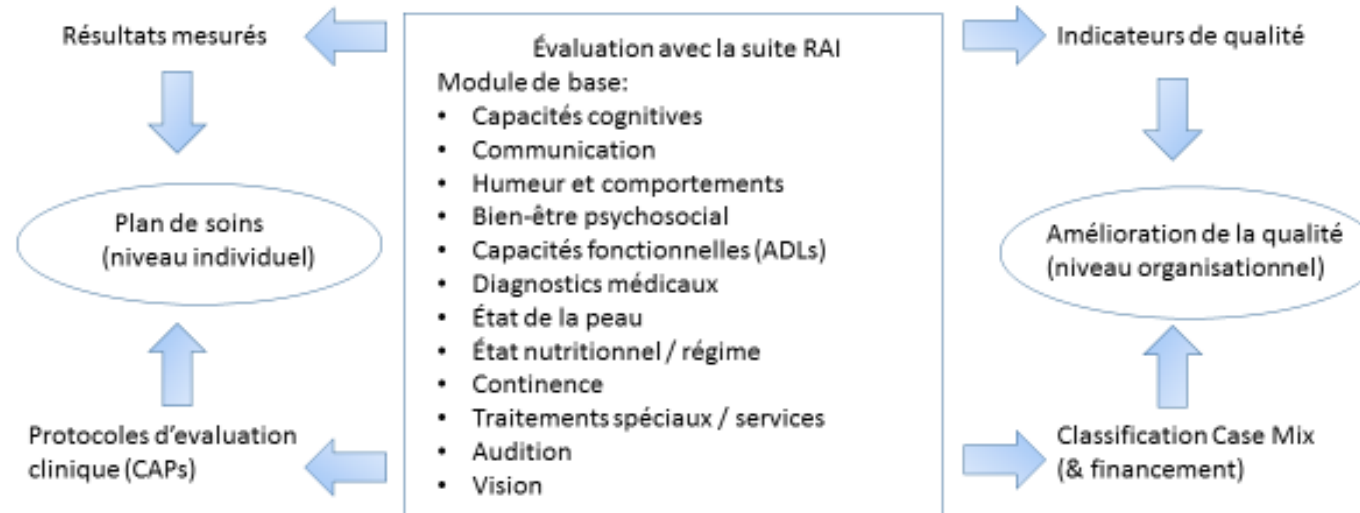 Résultats mesurés
Plan de soins
(niveau individuel)
Protocoles d'evaluation
clinique (CAPs)
Évaluation avec la suite RAI
Module de base:
• Capacités cognitives
• Communication
• Humeur et comportements
• Bien-être psychosocial
• Capacités fonctionnelles (ADLs)
• Diagnostics médicaux
• État de la peau
• État nutritionnel / régime
• Continence
• Traitements spéciaux / services
• Audition
• Vision
Indicateurs de qualité
Amélioration de la qualité
(niveau organisationnel)
Classification Case Mix
(& financement)